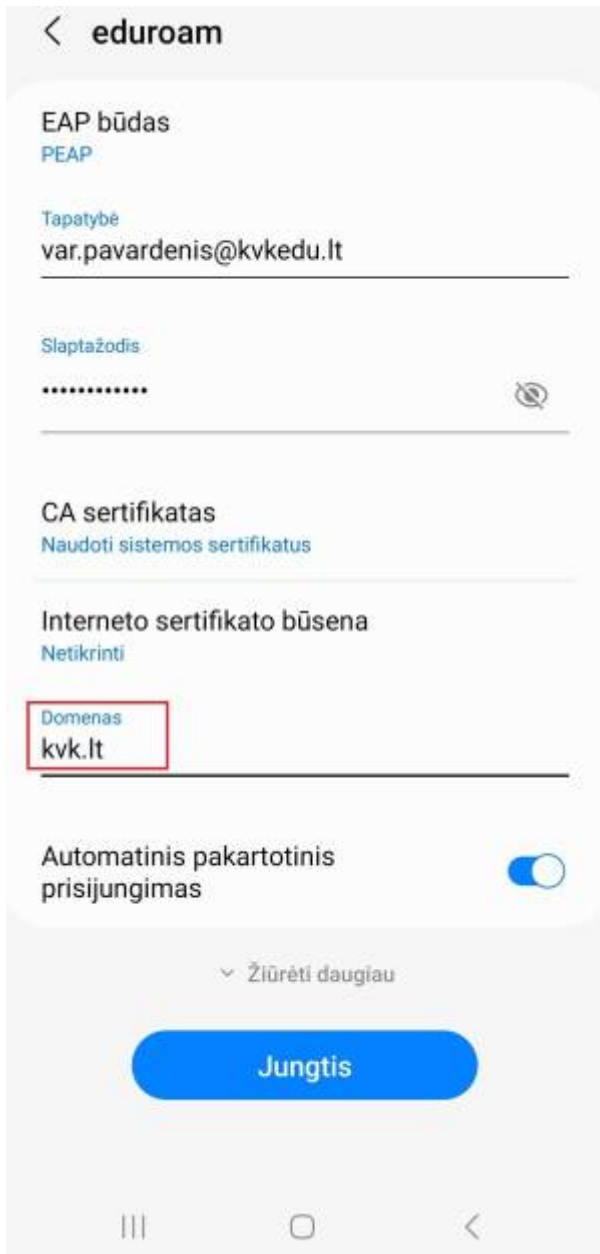 eduroam
EAP būdas
PEAP
Tapatybė
var.pavardenis@kvkedu.lt
Slaptažodis
••••••••••••
CA sertifikatas
Naudoti sistemos sertifikatus
Interneto sertifikato būsena
Netikrinti
Domenas
kvk.lt
Automatinis pakartotinis
prisijungimas
Žiūrėti daugiau
Jungtis